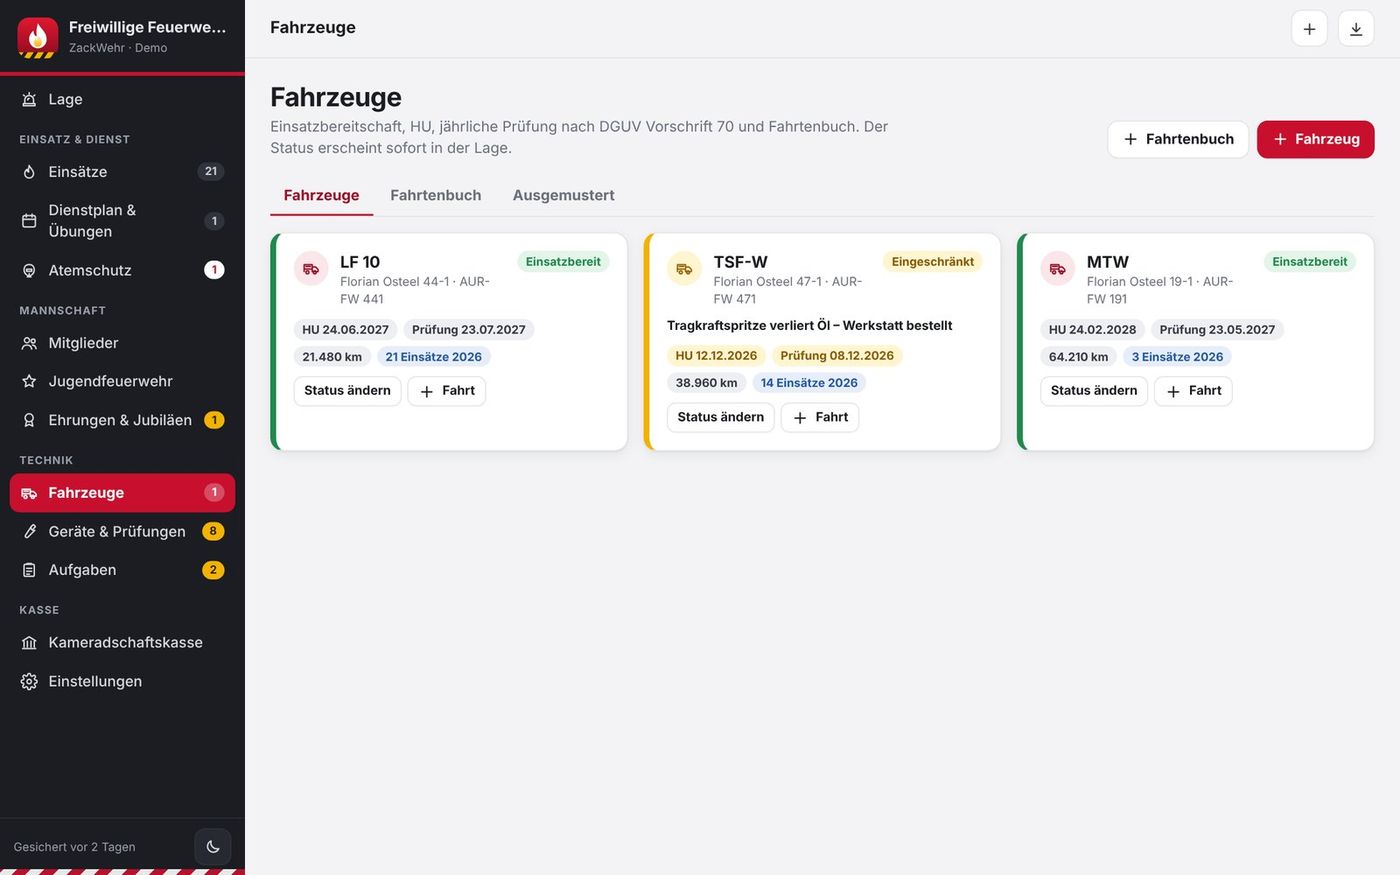 Freiwillige Feuerwe...
ZackWehr · Demo
Lage
EINSATZ & DIENST
Einsätze 21
Dienstplan &
Übungen 1
Atemschutz 1
MANNSCHAFT
Mitglieder
Jugendfeuerwehr
Ehrungen & Jubiläen 1
TECHNIK
Fahrzeuge 1
Geräte & Prüfungen 8
Aufgaben 2
KASSE
Kameradschaftskasse
Einstellungen
Gesichert vor 2 Tagen
Fahrzeuge
Fahrzeuge
Einsatzbereitschaft, HU, jährliche Prüfung nach DGUV Vorschrift 70 und Fahrtenbuch. Der
Status erscheint sofort in der Lage.
+ Fahrtenbuch + Fahrzeug
Fahrzeuge Fahrtenbuch Ausgemustert
LF 10 Einsatzbereit
Florian Osteel 44-1 · AUR-
FW 441
HU 24.06.2027 Prüfung 23.07.2027
21.480 km 21 Einsätze 2026
Status ändern + Fahrt
TSF-W Eingeschränkt
Florian Osteel 47-1 · AUR-
FW 471
Tragkraftspritze verliert Öl – Werkstatt bestellt
HU 12.12.2026 Prüfung 08.12.2026
38.960 km 14 Einsätze 2026
Status ändern + Fahrt
MTW Einsatzbereit
Florian Osteel 19-1 · AUR-
FW 191
HU 24.02.2028 Prüfung 23.05.2027
64.210 km 3 Einsätze 2026
Status ändern + Fahrt